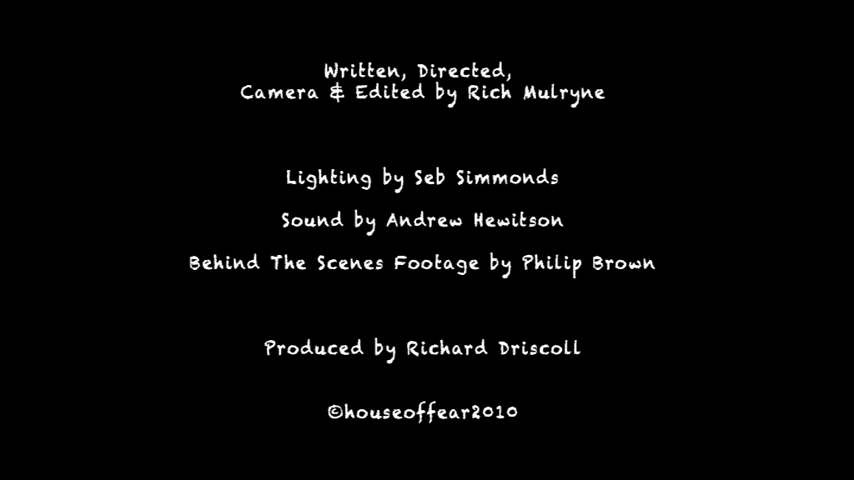 Written, Directed,
Camera & Edited by Rich Mulryne
Lighting by Seb Simmonds
Sound by Andrew Hewitson
Behind The Scenes Footage by Philip Brown
Produced by Richard Driscoll
©houseoffear2010